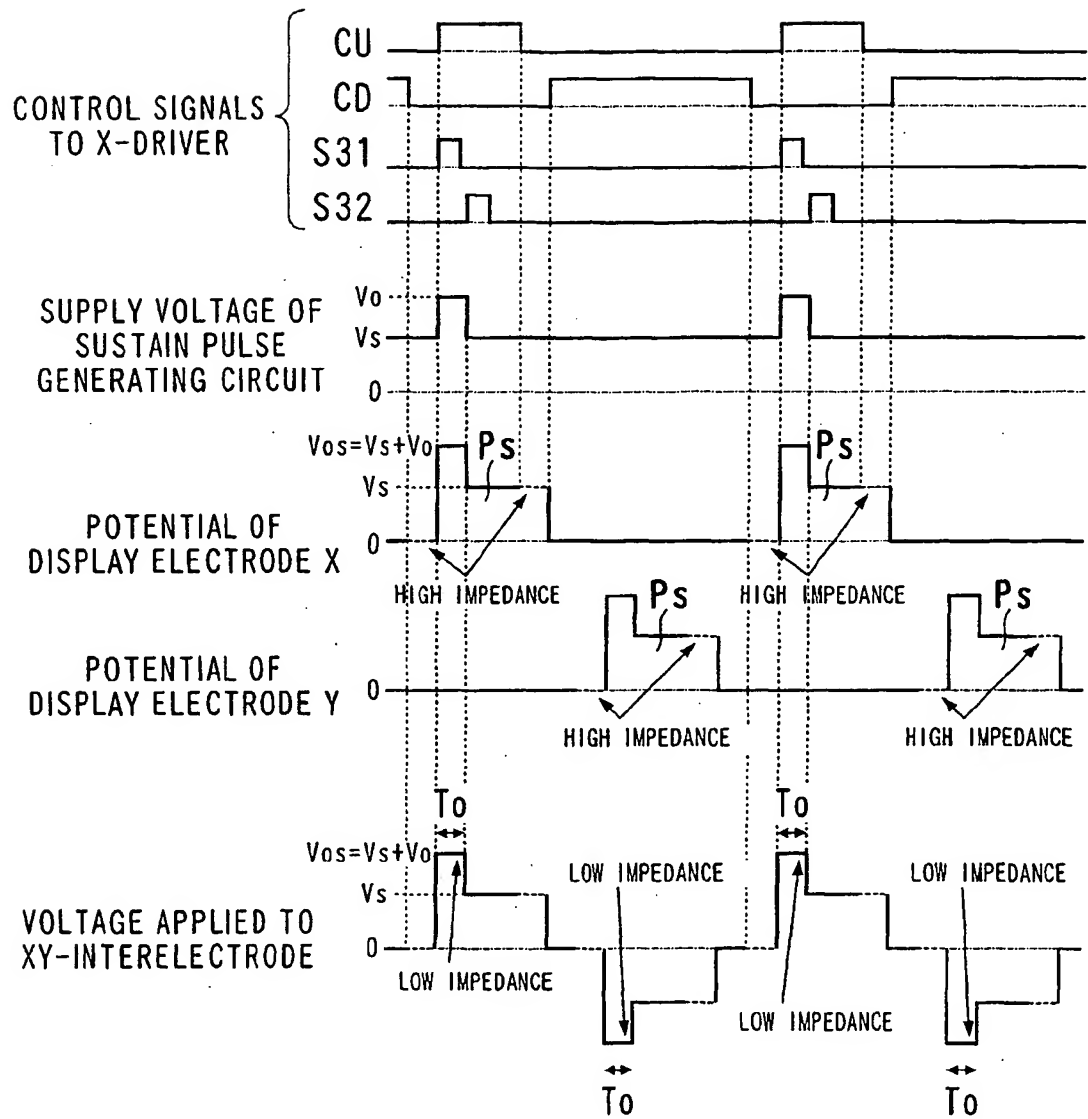 CONTROL SIGNALS
TO X-DRIVER
CU
CD
S31
S32
SUPPLY VOLTAGE OF
SUSTAIN PULSE
GENERATING CIRCUIT
Vo
Vs
0
POTENTIAL OF
DISPLAY ELECTRODE X
Vos=Vs+Vo
Vs
0
Ps
Ps
HIGH IMPEDANCE
HIGH IMPEDANCE
POTENTIAL OF
DISPLAY ELECTRODE Y
0
Ps
Ps
HIGH IMPEDANCE
HIGH IMPEDANCE
VOLTAGE APPLIED TO
XY-INTERELECTRODE
To
To
Vos=Vs+Vo
Vs
0
LOW IMPEDANCE
LOW IMPEDANCE
LOW IMPEDANCE
LOW IMPEDANCE
To
To